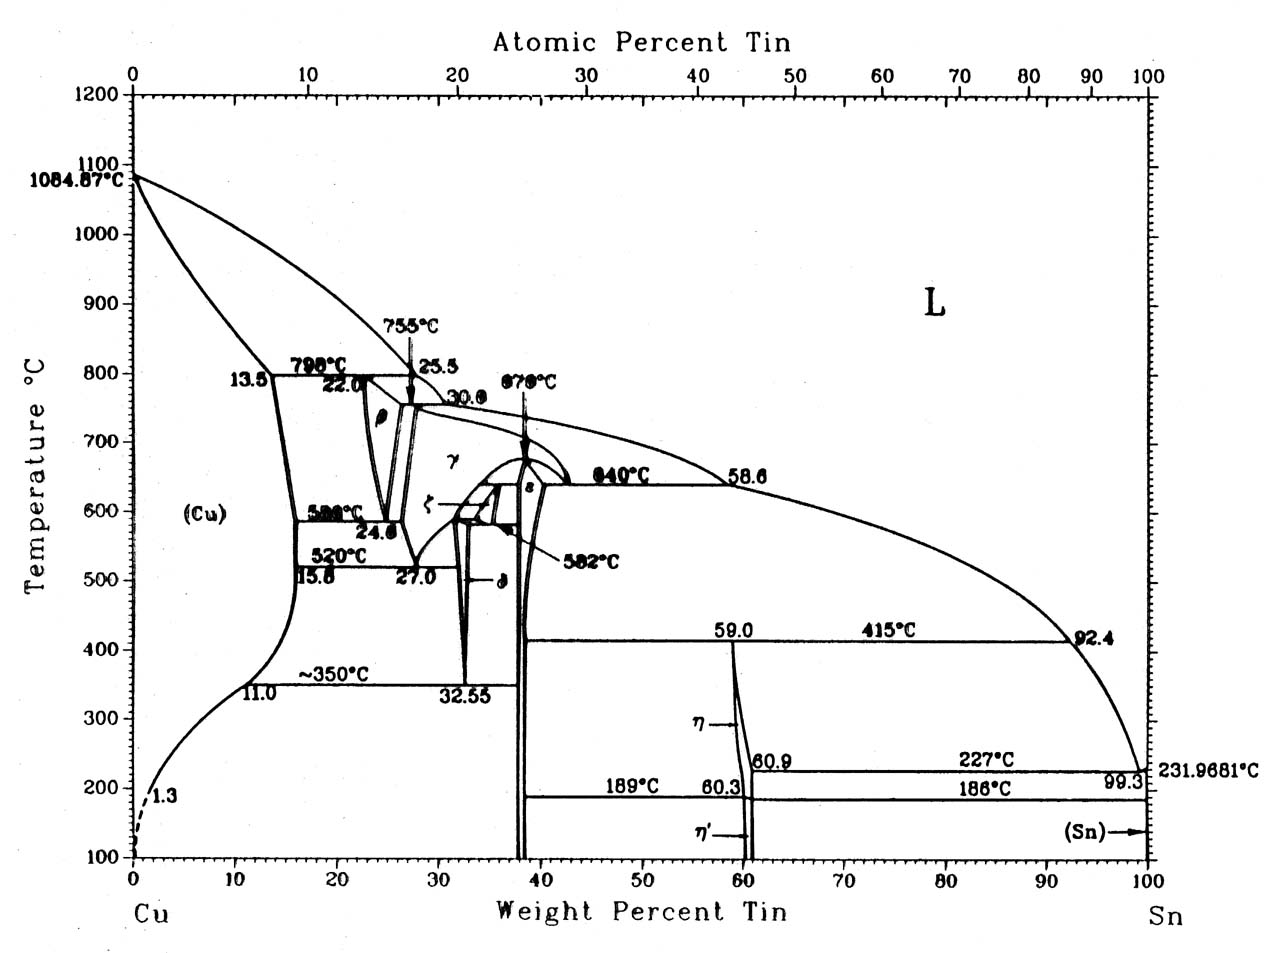 Atomic Percent Tin
0 10 20 30 40 50 60 70 80 90 100
1200
1100
1084.87°C
1000
900
L
755°C
800
798°C
25.5
13.5
22.0
676°C
30.6
β
700
γ
640°C
58.6
ε
600
(Cu)
ζ
586°C
24.6
520°C
582°C
500
15.8
27.0
δ
59.0
415°C
92.4
400
~350°C
11.0
32.55
300
η
60.9
227°C
231.9681°C
200
189°C
60.3
186°C
99.3
1.3
η'
(Sn)
100
0 10 20 30 40 50 60 70 80 90 100
Cu
Weight Percent Tin
Sn
Temperature °C